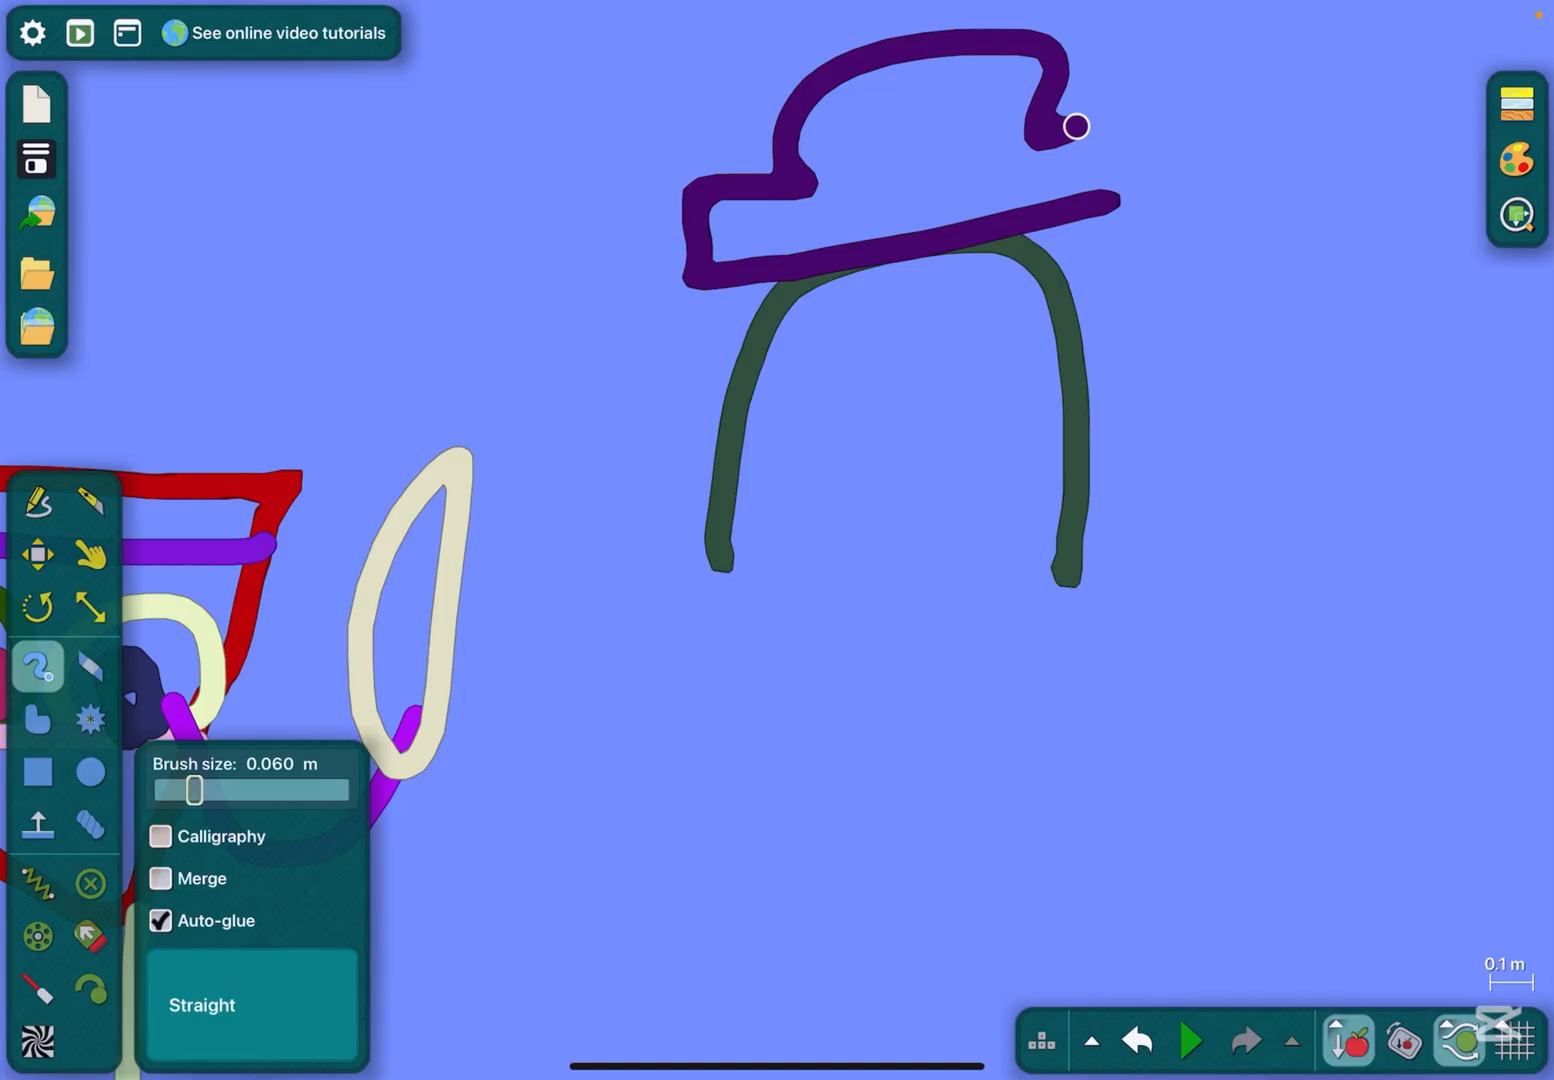 See online video tutorials
Brush size: 0.060 m
Calligraphy
Merge
Auto-glue
Straight
0.1 m